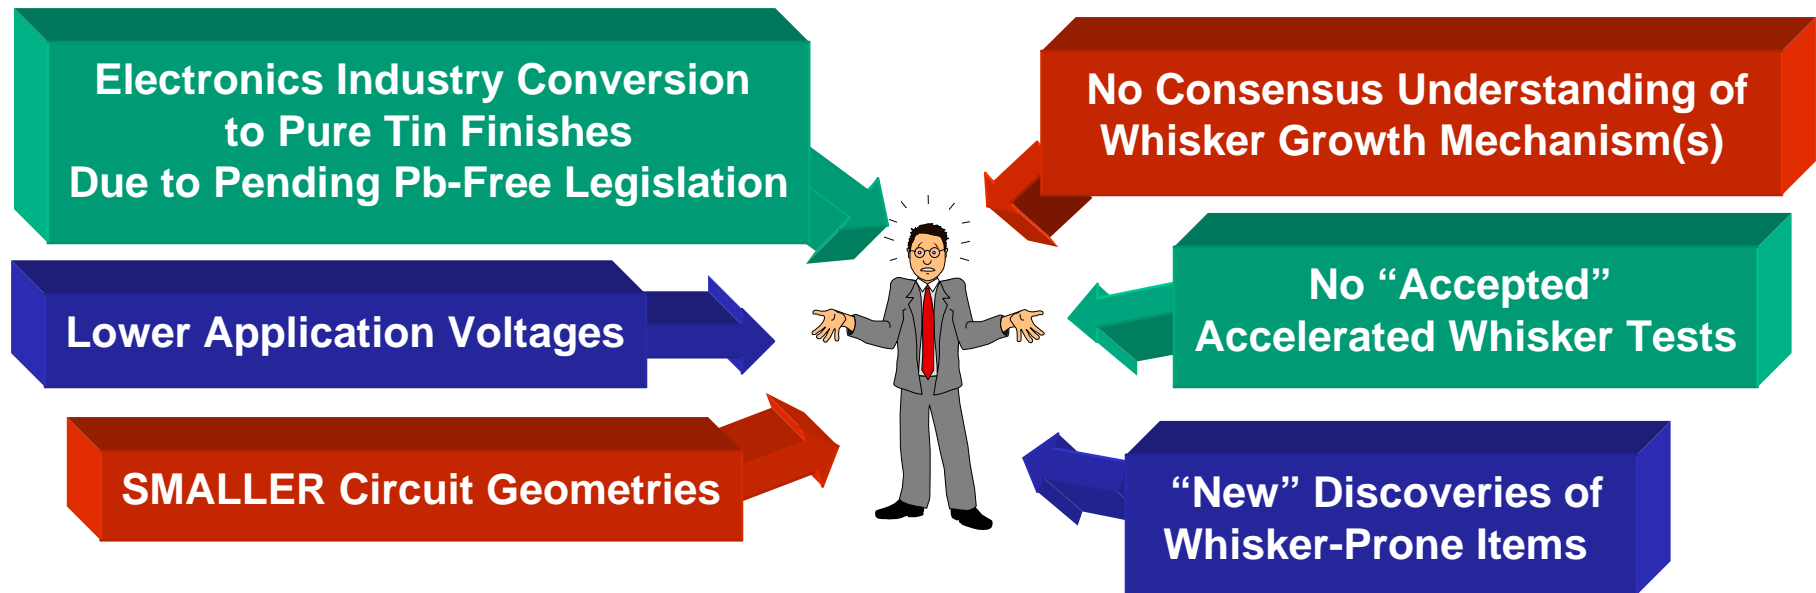 Electronics Industry Conversion
to Pure Tin Finishes
Due to Pending Pb-Free Legislation
Lower Application Voltages
SMALLER Circuit Geometries
No Consensus Understanding of
Whisker Growth Mechanism(s)
No “Accepted”
Accelerated Whisker Tests
“New” Discoveries of
Whisker-Prone Items